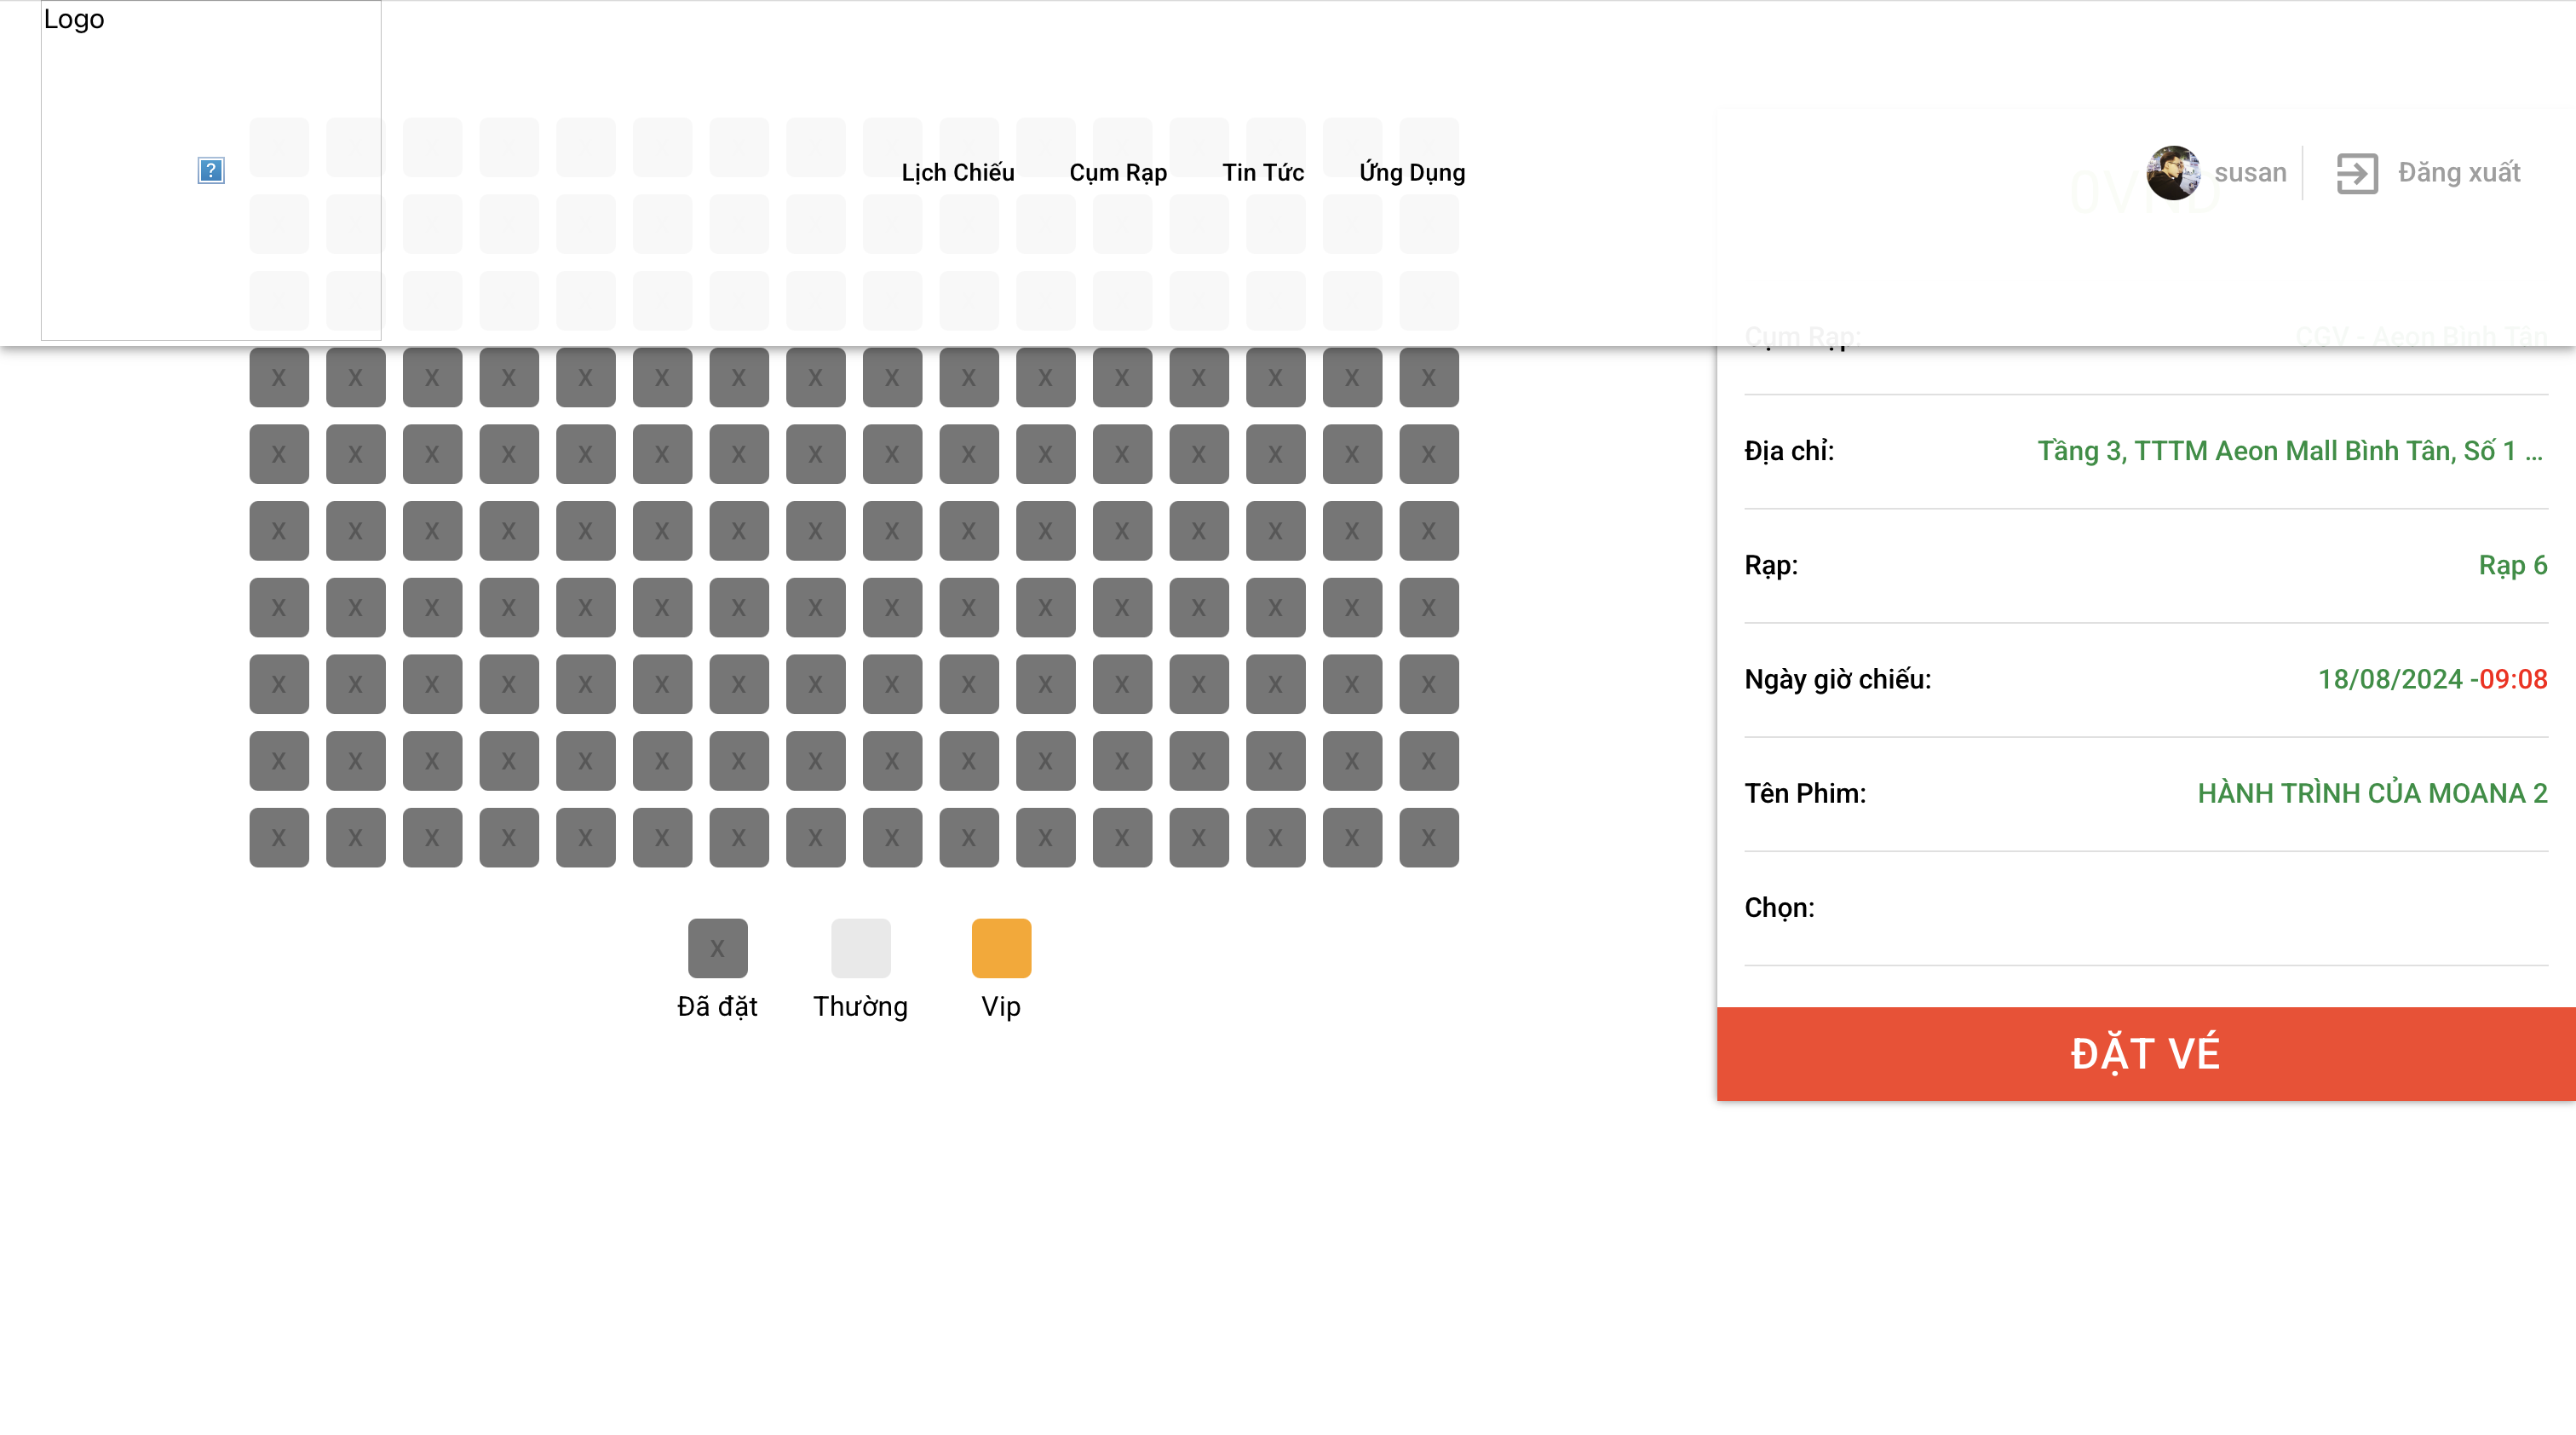 Logo
Lịch Chiếu Cụm Rạp Tin Tức Ứng Dụng susan Đăng xuất
Cụm Rạp: CGV - Aeon Bình Tân
X X X X X X X X X X X X X X X X
Địa chỉ: Tầng 3, TTTM Aeon Mall Bình Tân, Số 1 ...
X X X X X X X X X X X X X X X X
X X X X X X X X X X X X X X X X
Rạp: Rạp 6
X X X X X X X X X X X X X X X X
Ngày giờ chiếu: 18/08/2024 -09:08
X X X X X X X X X X X X X X X X
X X X X X X X X X X X X X X X X
Tên Phim: HÀNH TRÌNH CỦA MOANA 2
X X X X X X X X X X X X X X X X
Chọn:
X
Đã đặt Thường Vip
ĐẶT VÉ